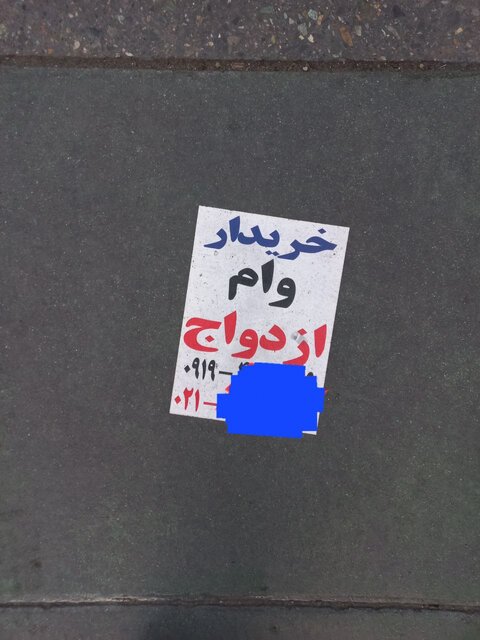 خریدار
وام
ازدواج
۰۹۱۹-
۰۲۱-